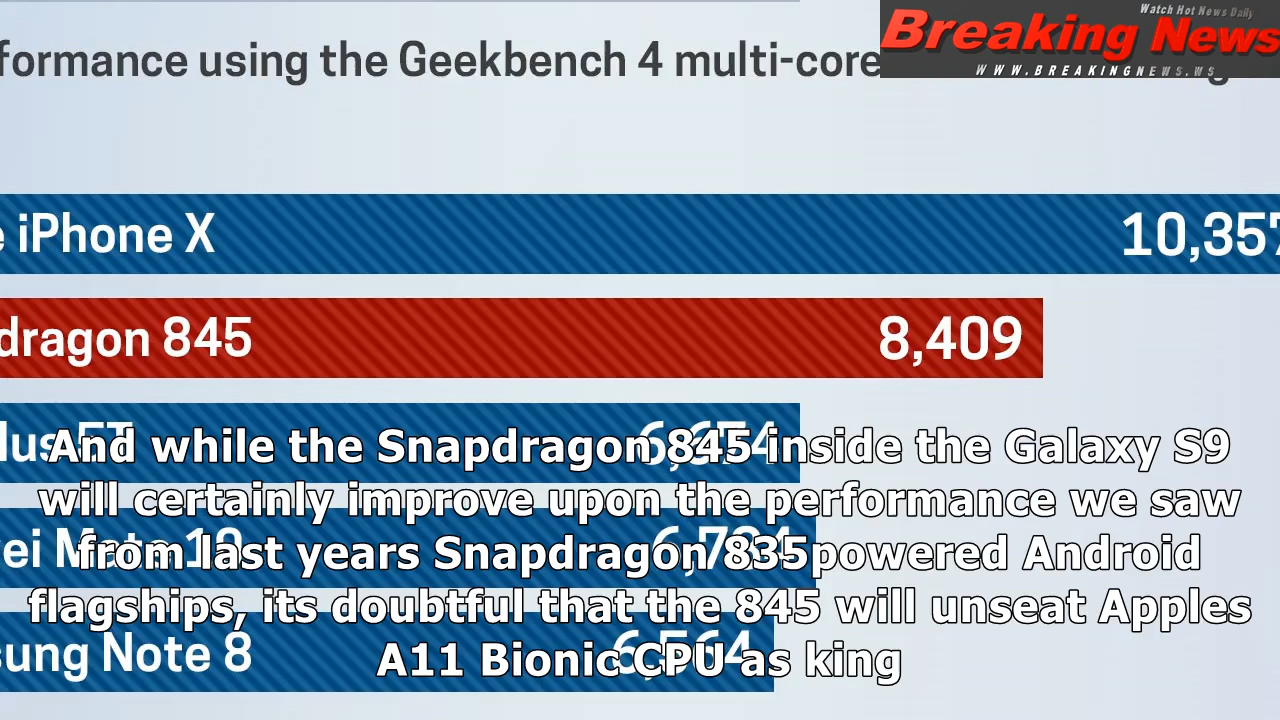 Watch Hot News Daily
Breaking News
WWW.BREAKINGNEWS.WS
formance using the Geekbench 4 multi-core
iPhone X 10,357
dragon 845 8,409
And while the Snapdragon 845 inside the Galaxy S9
will certainly improve upon the performance we saw
from last years Snapdragon 835powered Android
flagships, its doubtful that the 845 will unseat Apples
A11 Bionic CPU as king
sung Note 8 6,564